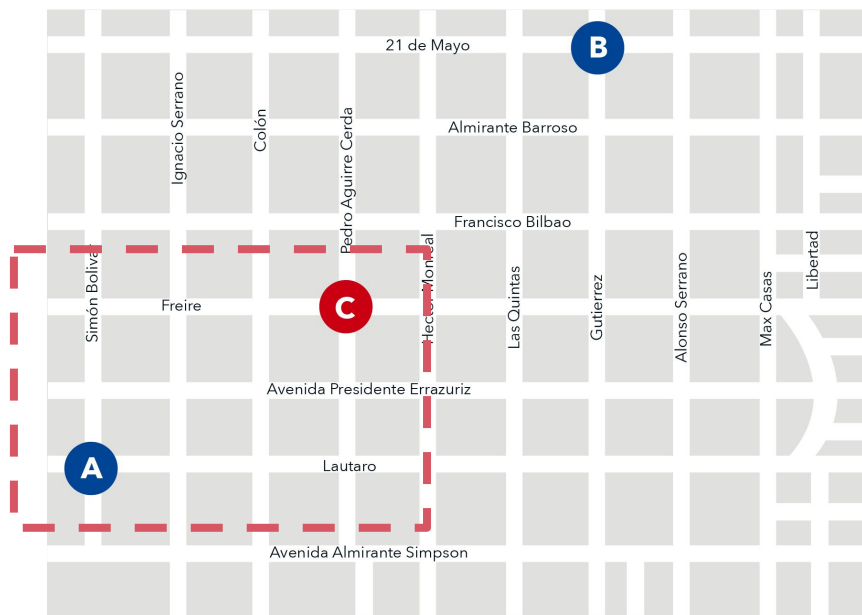 21 de Mayo
B
Ignacio Serrano
Colón
Pedro Aguirre Cerda
Almirante Barroso
Francisco Bilbao
Simón Bolivar
Freire
C
Hector Monreal
Las Quintas
Gutierrez
Alonso Serrano
Max Casas
Libertad
Avenida Presidente Errazuriz
A
Lautaro
Avenida Almirante Simpson